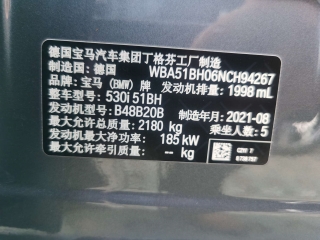 德国宝马汽车集团丁格芬工厂制造
制造国：德国 WBA51BH06NCH94267
品牌：宝马 (BMW) 牌 发动机排量：1998 mL
整车型号：530i 51BH
发动机型号：B48B20B 制造年月：2021-08
最大允许总质量：2180 kg 乘坐人数：5
发动机最大净功率：185 kW
最大允许牵引质量：-- kg